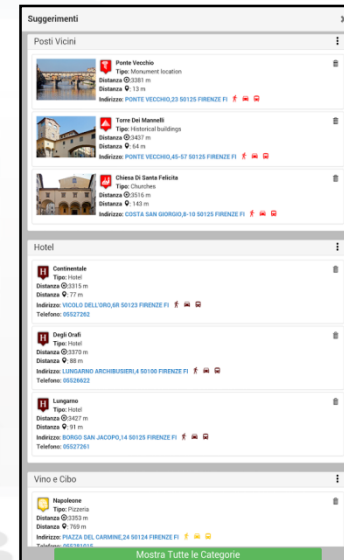 Suggerimenti
Posti Vicini
Ponte Vecchio
Tipo: Monument location
Distanza :3381 m
Distanza : 13 m
Indirizzo: PONTE VECCHIO,23 50125 FIRENZE FI
Torre Dei Mannelli
Tipo: Historical buildings
Distanza :3437 m
Distanza : 64 m
Indirizzo: PONTE VECCHIO,45-57 50125 FIRENZE FI
Chiesa Di Santa Felicita
Tipo: Churches
Distanza :3516 m
Distanza : 143 m
Indirizzo: COSTA SAN GIORGIO,8-10 50125 FIRENZE FI
Hotel
Continentale
Tipo: Hotel
Distanza :3315 m
Distanza : 77 m
Indirizzo: VICOLO DELL'ORO,6R 50123 FIRENZE FI
Telefono: 05527262
Degli Orafi
Tipo: Hotel
Distanza :3370 m
Distanza : 88 m
Indirizzo: LUNGARNO ARCHIBUSIERI,4 50100 FIRENZE FI
Telefono: 05526622
Lungarno
Tipo: Hotel
Distanza :3427 m
Distanza : 91 m
Indirizzo: BORGO SAN JACOPO,14 50125 FIRENZE FI
Telefono: 05527261
Vino e Cibo
Napoleone
Tipo: Pizzeria
Distanza :3353 m
Distanza : 769 m
Indirizzo: PIAZZA DEL CARMINE,24 50124 FIRENZE FI
Mostra Tutte le Categorie